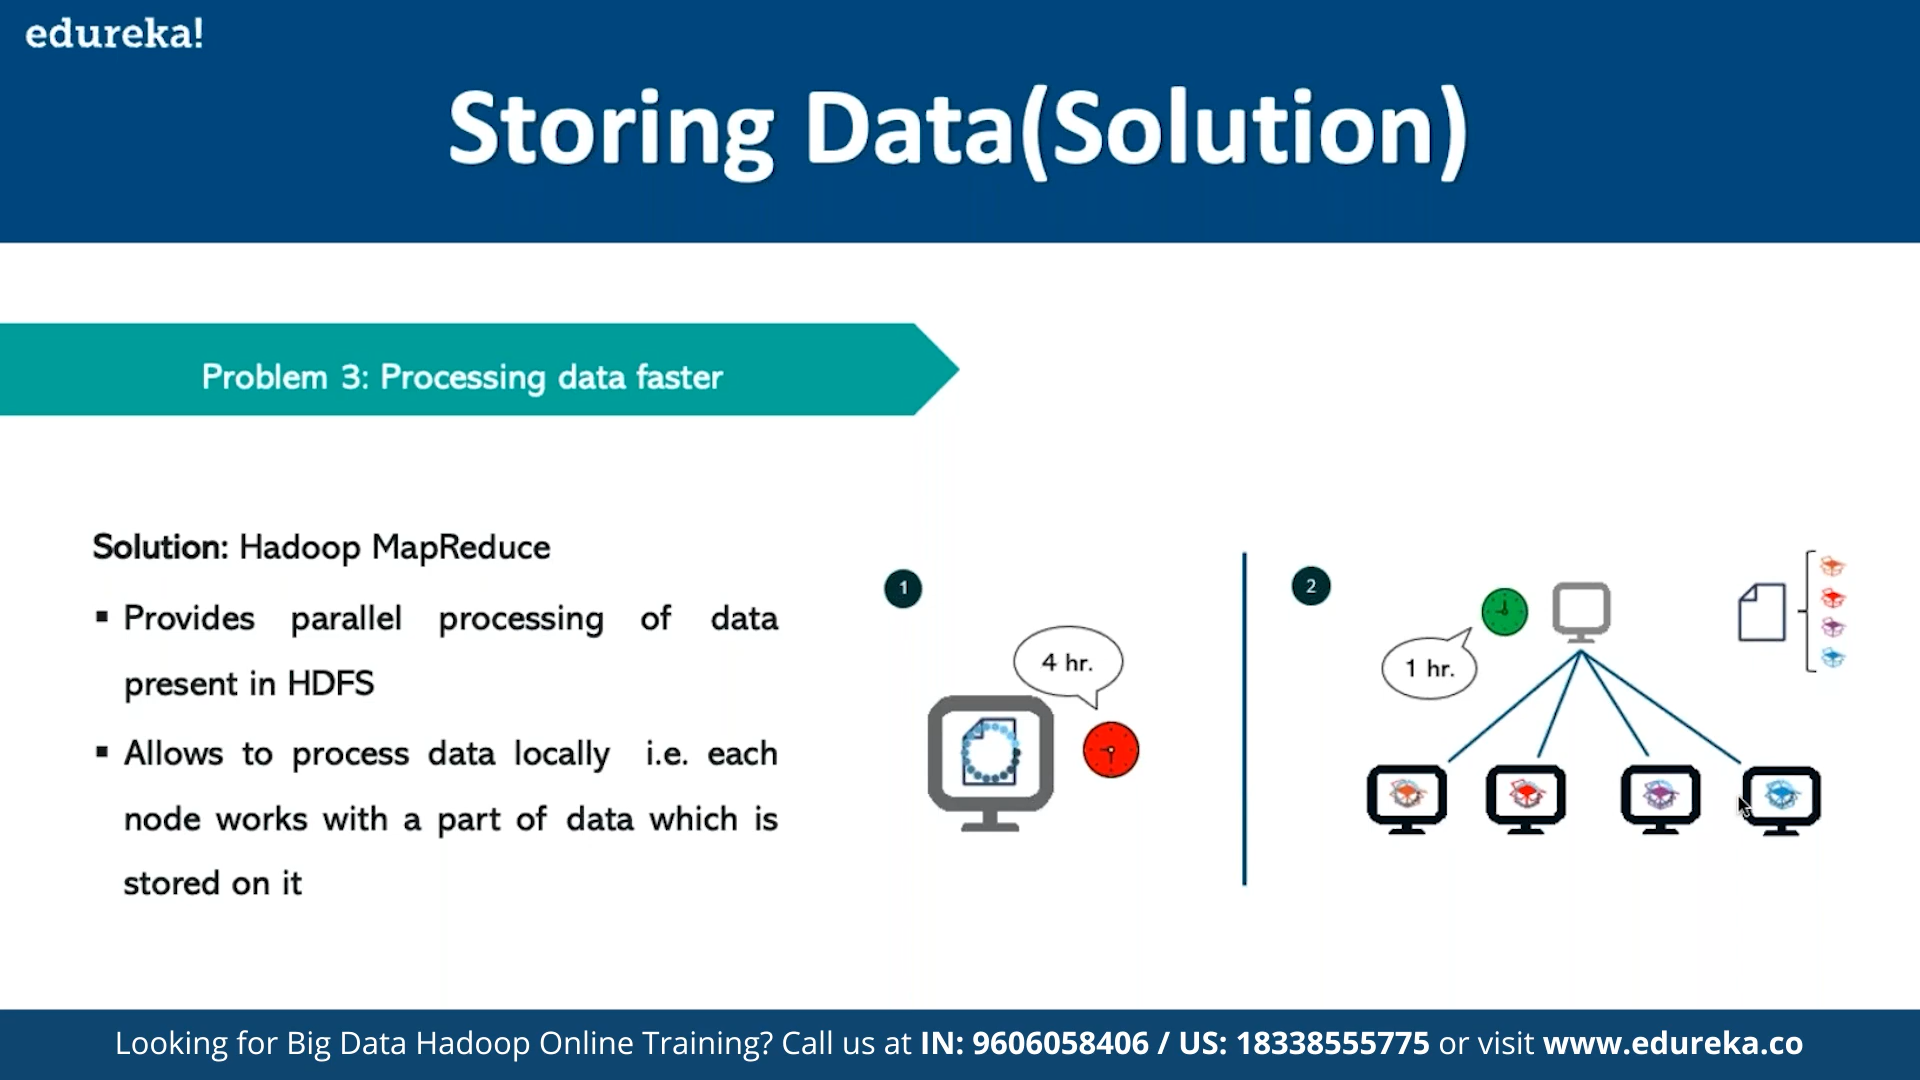 edureka!
Storing Data(Solution)
Problem 3: Processing data faster
Solution: Hadoop MapReduce
▪ Provides parallel processing of data
present in HDFS
▪ Allows to process data locally i.e. each
node works with a part of data which is
stored on it
1
4 hr.
2
1 hr.
Looking for Big Data Hadoop Online Training? Call us at IN: 9606058406 / US: 18338555775 or visit www.edureka.co